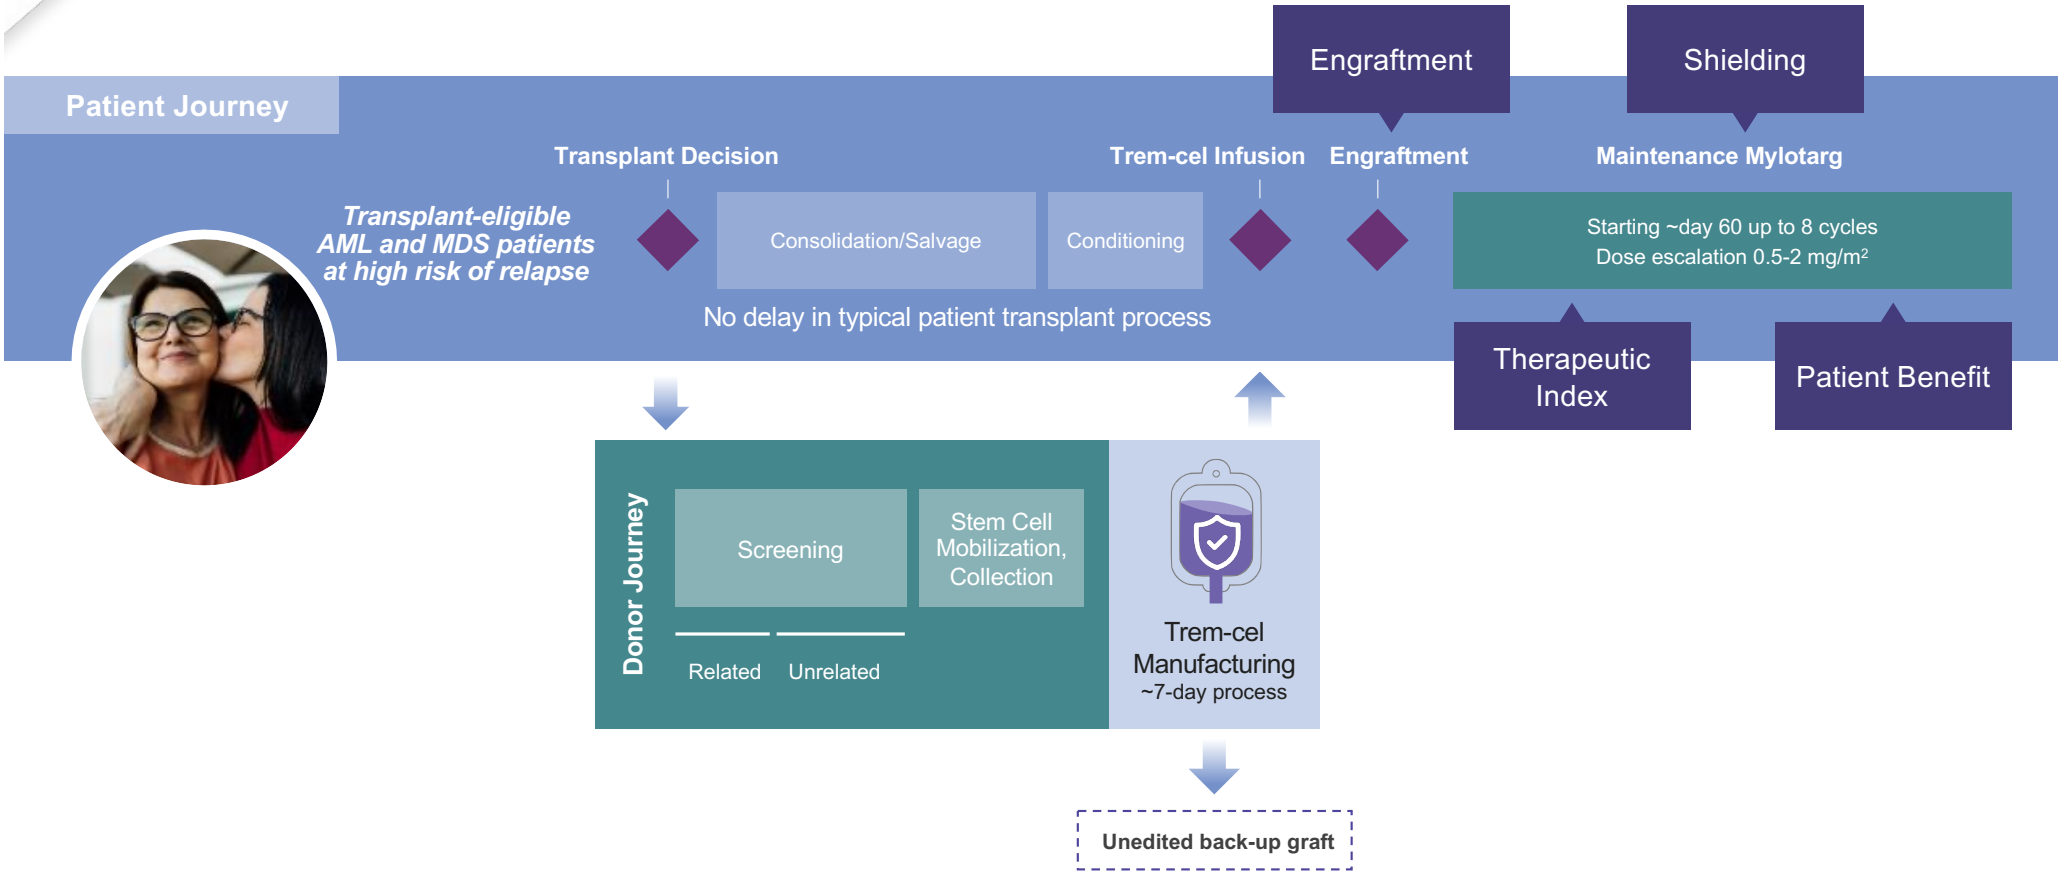 Engraftment
Shielding
Patient Journey
Transplant Decision
Trem-cel Infusion
Engraftment
Maintenance Mylotarg
Transplant-eligible
AML and MDS patients
at high risk of relapse
Consolidation/Salvage
Conditioning
Starting ~day 60 up to 8 cycles
Dose escalation 0.5-2 mg/m²
No delay in typical patient transplant process
Therapeutic
Index
Patient Benefit
Donor Journey
Screening
Stem Cell
Mobilization,
Collection
Related
Unrelated
Trem-cel
Manufacturing
~7-day process
Unedited back-up graft